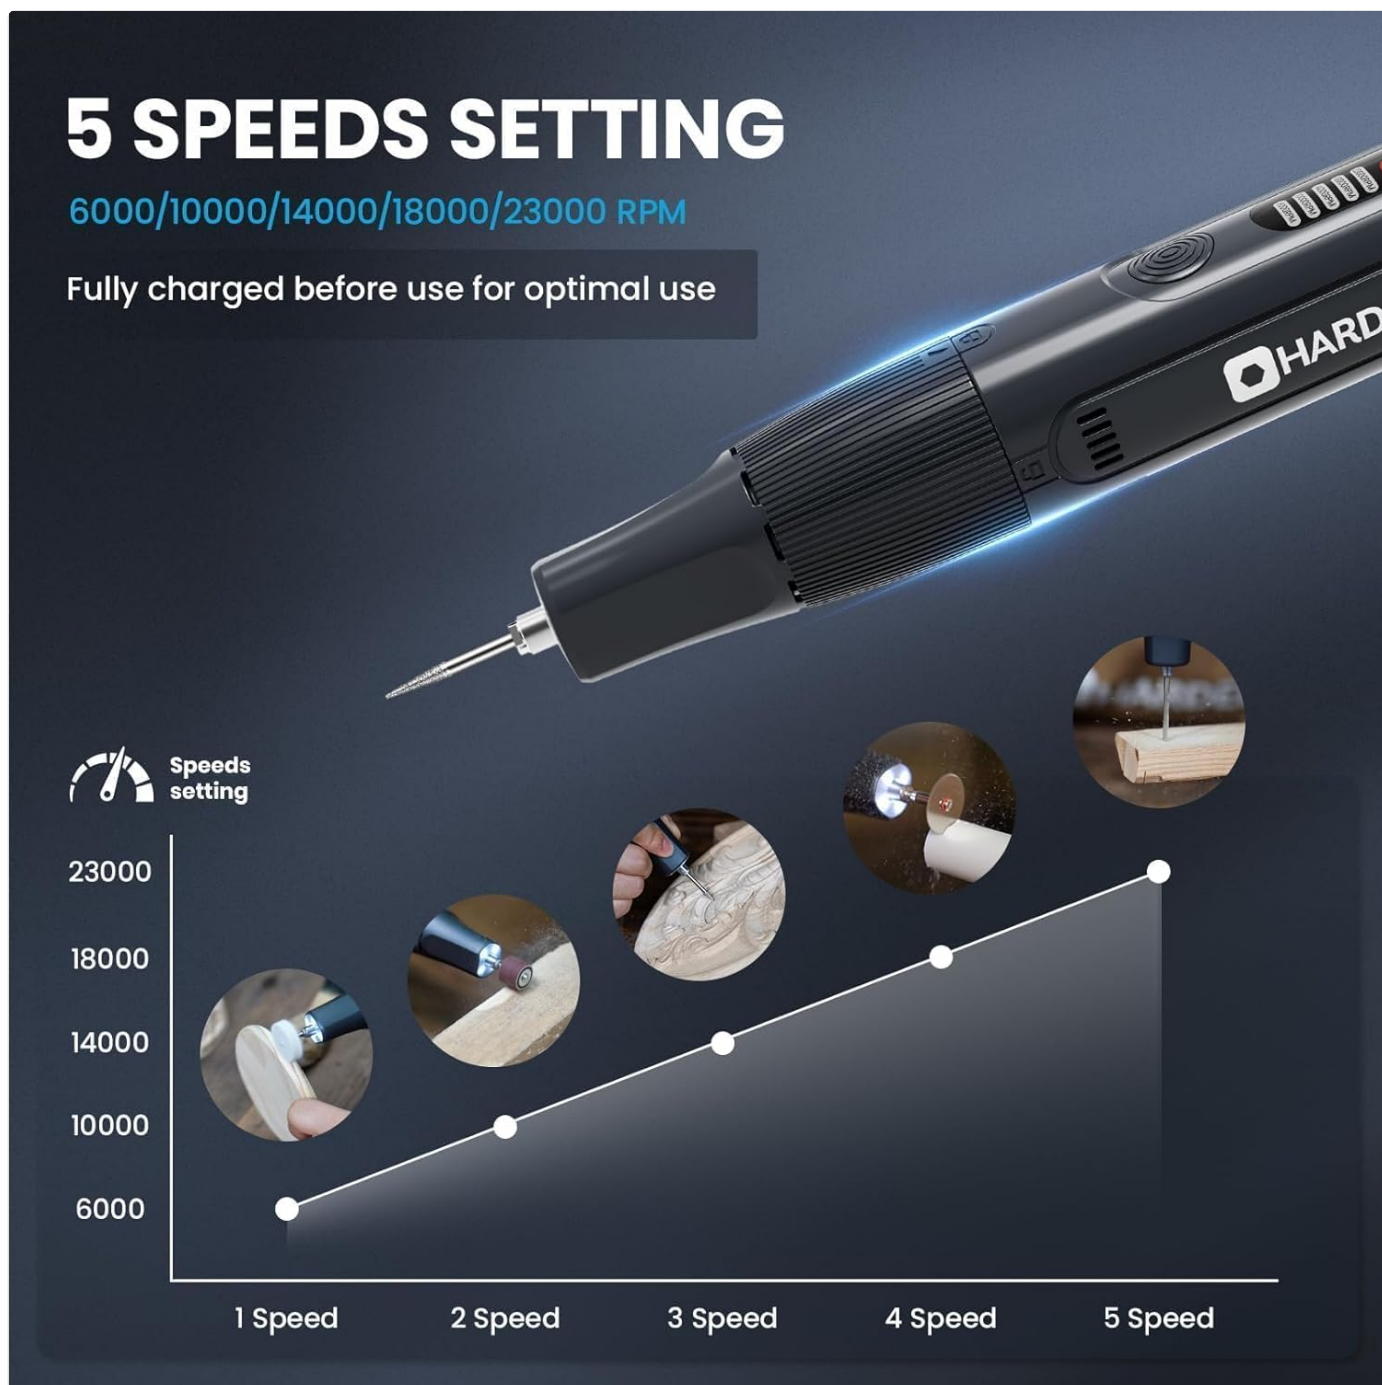 5 SPEEDS SETTING
6000/10000/14000/18000/23000 RPM
Fully charged before use for optimal use
HARD
Speeds
setting
23000
18000
14000
10000
6000
1 Speed
2 Speed
3 Speed
4 Speed
5 Speed